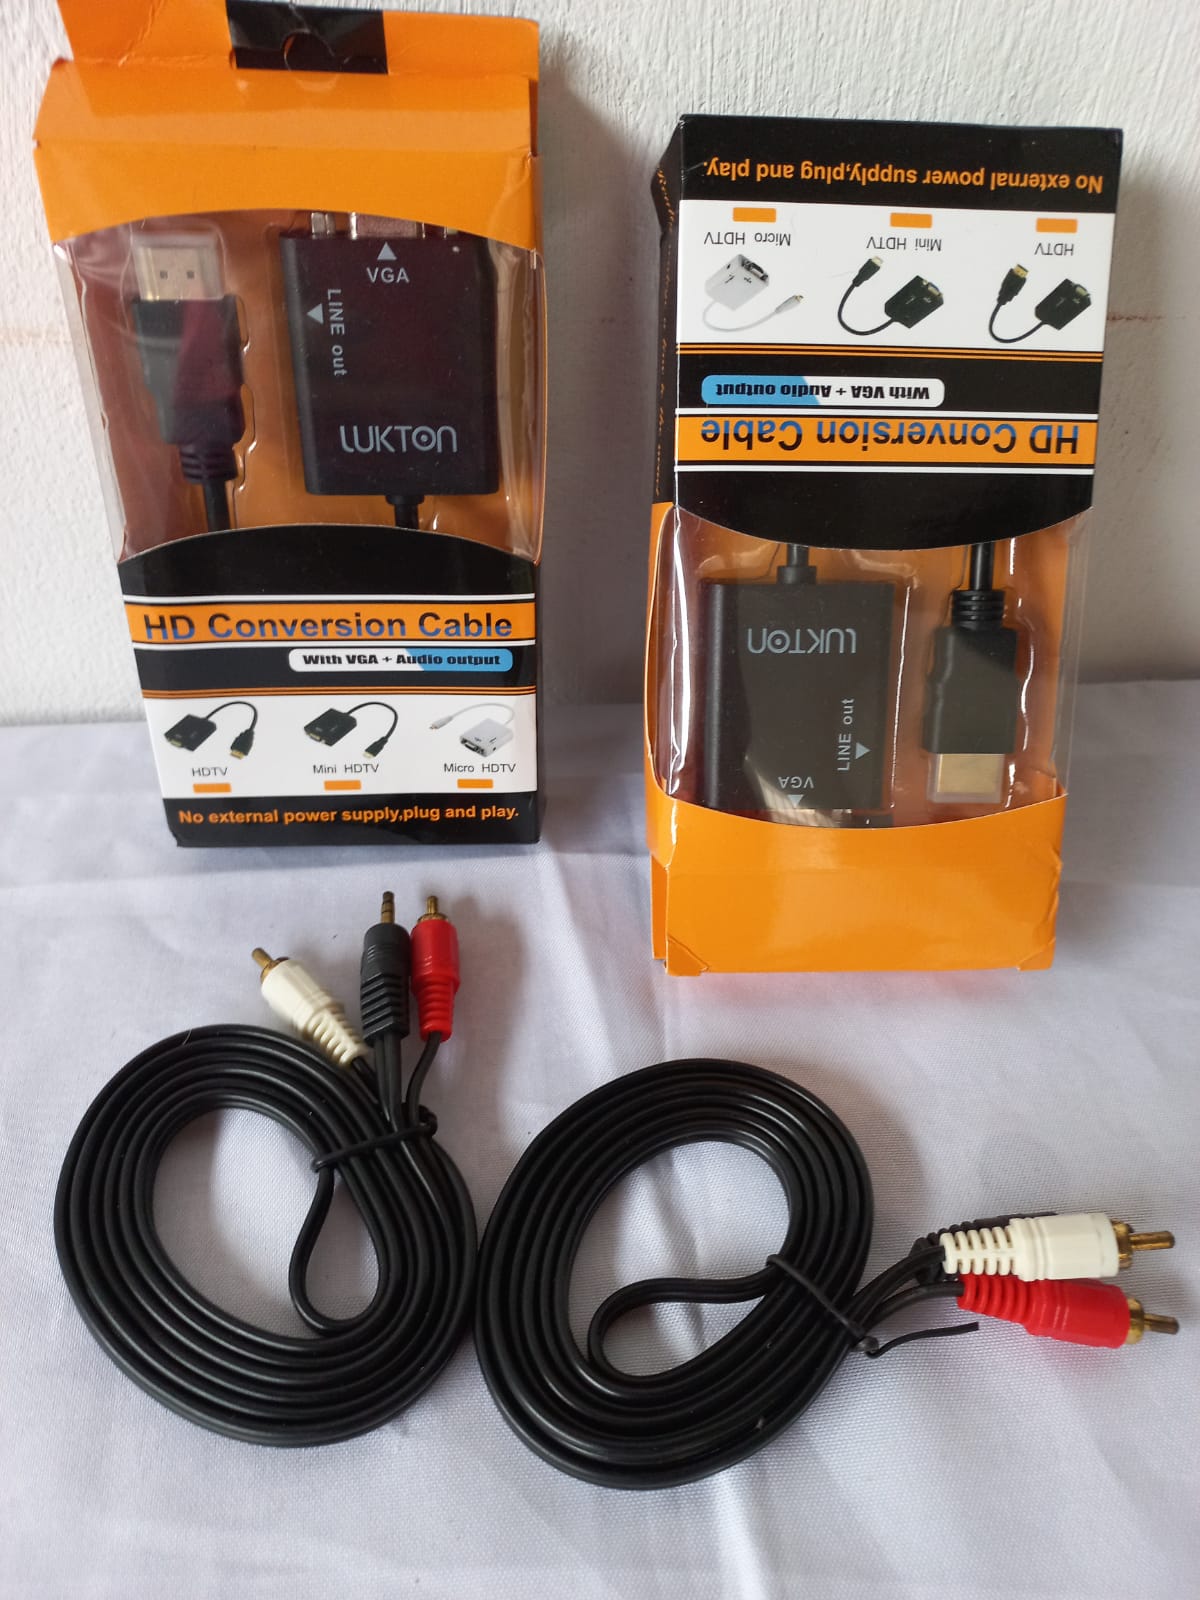 VGA
LINE out
LUKTON
HD Conversion Cable
With VGA + Audio output
HDTV
Mini HDTV
Micro HDTV
No external power supply,plug and play.
No external power supply,plug and play.
HDTV
Mini HDTV
Micro HDTV
With VGA + Audio output
HD Conversion Cable
LUKTON
LINE out
VGA